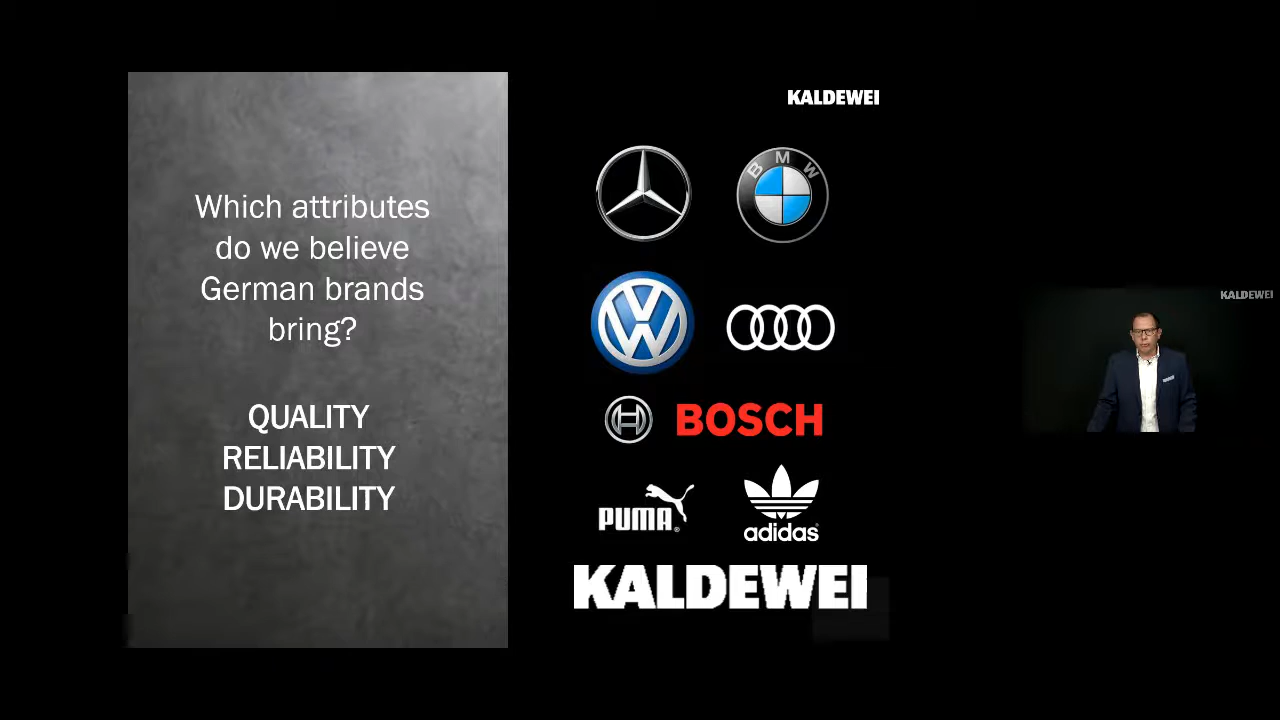 Which attributes
do we believe
German brands
bring?
QUALITY
RELIABILITY
DURABILITY
KALDEWEI
BMW
BOSCH
PUMA®
adidas®
KALDEWEI
KALDEWEI